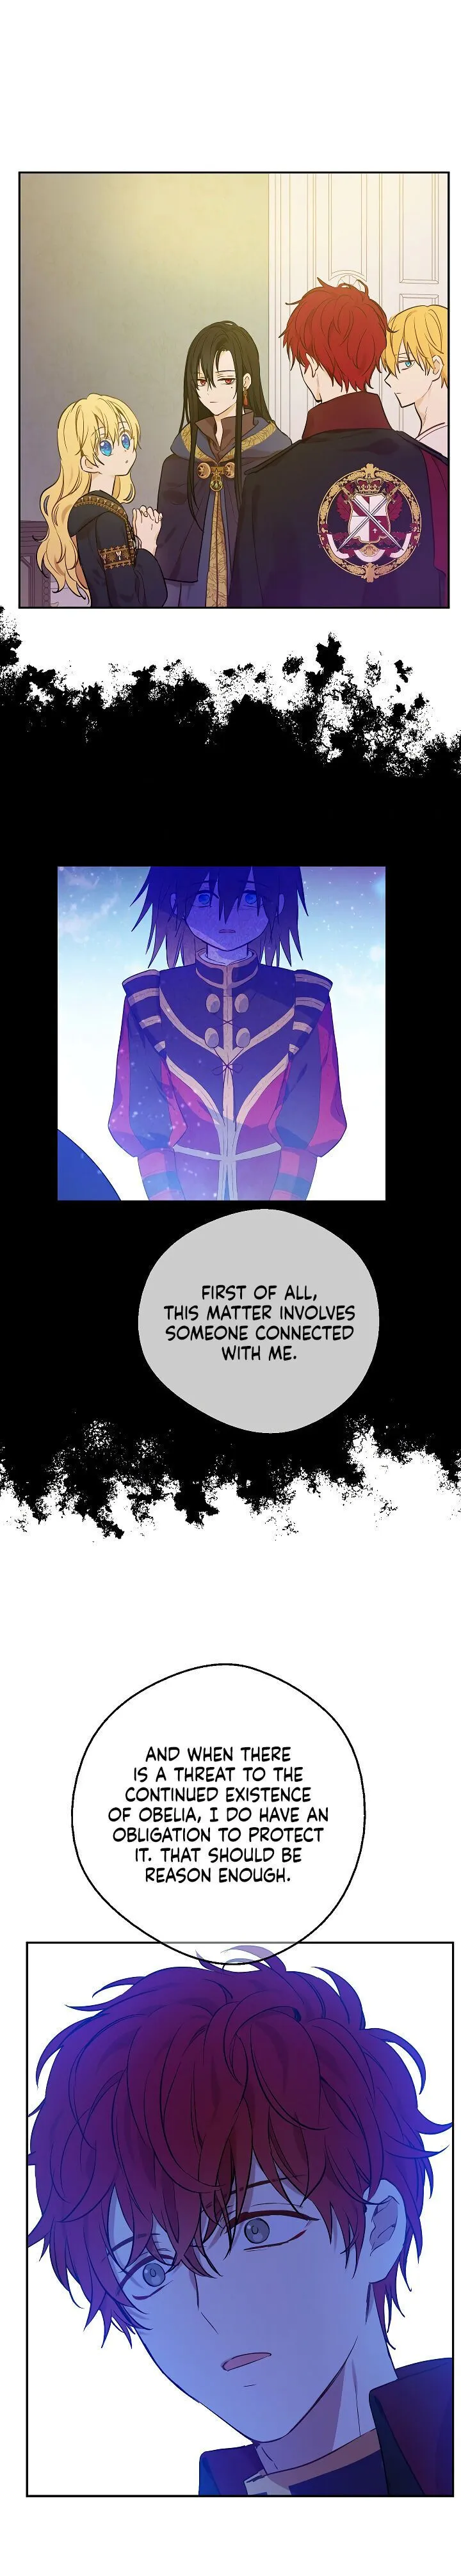 FIRST OF ALL,
THIS MATTER INVOLVES
SOMEONE CONNECTED
WITH ME.
AND WHEN THERE
IS A THREAT TO THE
CONTINUED EXISTENCE
OF OBELIA, I DO HAVE AN
OBLIGATION TO PROTECT
IT. THAT SHOULD BE
REASON ENOUGH.